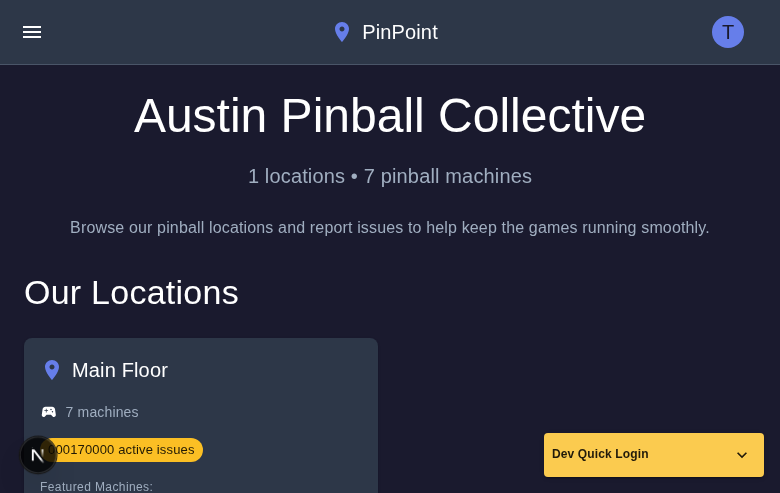 PinPoint
T
Austin Pinball Collective
1 locations • 7 pinball machines
Browse our pinball locations and report issues to help keep the games running smoothly.
Our Locations
Main Floor
7 machines
000170000 active issues
N
Dev Quick Login
Featured Machines: